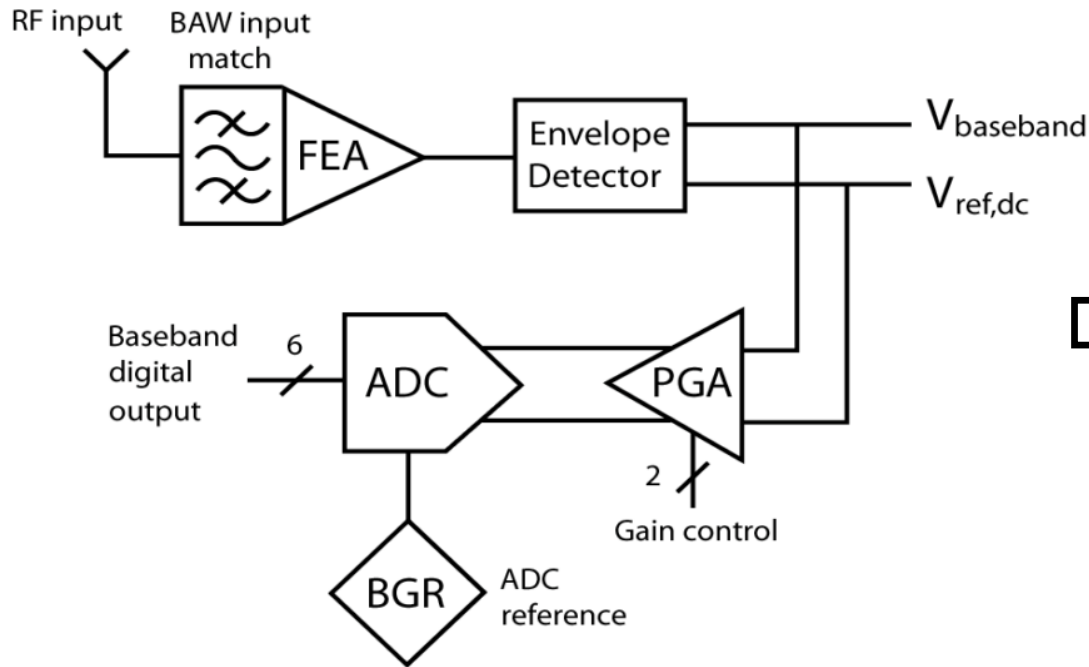 RF input
BAW input
match
FEA
Envelope
Detector
Vbaseband
Vref,dc
Baseband
digital
output
6
ADC
PGA
2
Gain control
BGR
ADC
reference